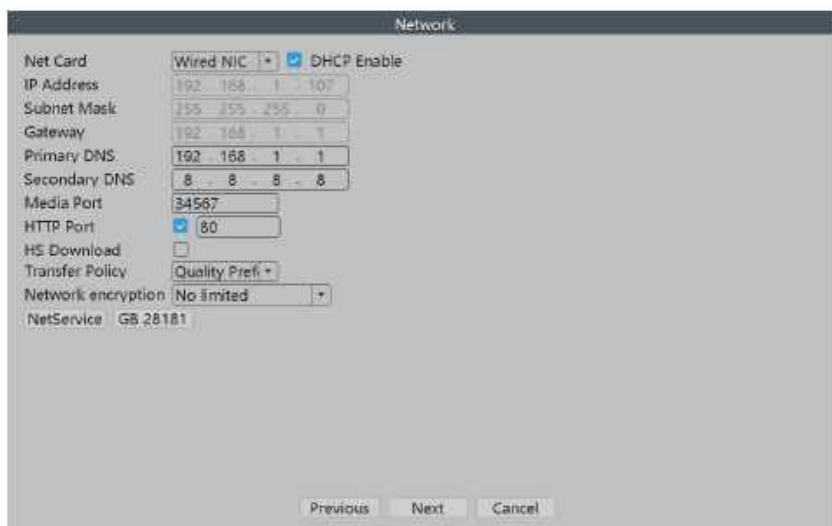 Network
Net Card Wired NIC DHCP Enable
IP Address 192 . 168 . 1 . 107
Subnet Mask 255 . 255 . 255 . 0
Gateway 192 . 168 . 1 . 1
Primary DNS 192 . 168 . 1 . 1
Secondary DNS 8 . 8 . 8 . 8
Media Port 34567
HTTP Port 80
HS Download
Transfer Policy Quality Prefi
Network encryption No limited
NetService GB 28181
Previous Next Cancel